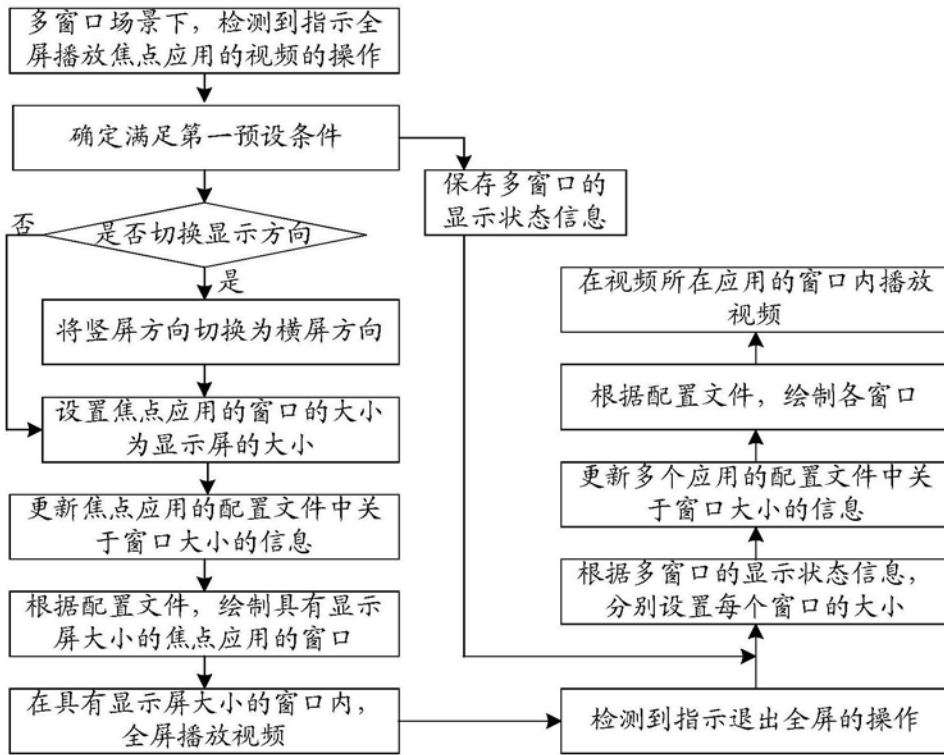 多窗口场景下，检测到指示全
屏播放焦点应用的视频的操作
确定满足第一预设条件
保存多窗口的
显示状态信息
否
是否切换显示方向
是
将竖屏方向切换为横屏方向
设置焦点应用的窗口的大小
为显示屏的大小
更新焦点应用的配置文件中关
于窗口大小的信息
根据配置文件，绘制具有显示
屏大小的焦点应用的窗口
在具有显示屏大小的窗口内，
全屏播放视频
检测到指示退出全屏的操作
根据多窗口的显示状态信息，
分别设置每个窗口的大小
更新多个应用的配置文件中关
于窗口大小的信息
根据配置文件，绘制各窗口
在视频所在应用的窗口内播放
视频